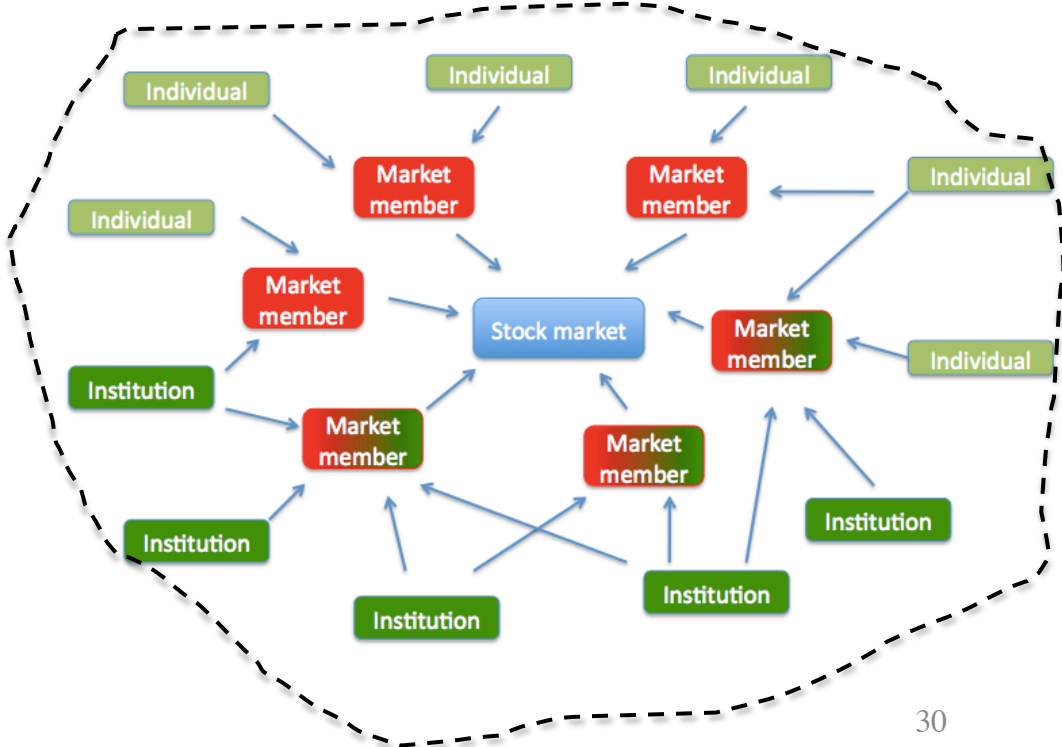 Individual
Individual
Individual
Market
member
Market
member
Individual
Individual
Market
member
Stock market
Market
member
Individual
Institution
Market
member
Market
member
Institution
Institution
Institution
Institution
30